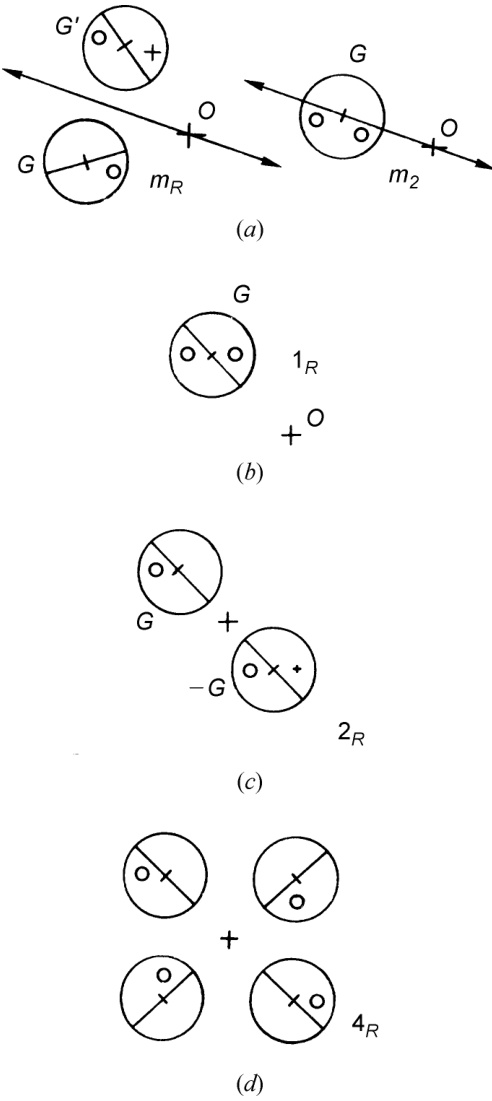 G′ + G
O O
G m_R m_2
(a)
G
1_R
+ O
(b)
G +
−G +
2_R
(c)
+
4_R
(d)